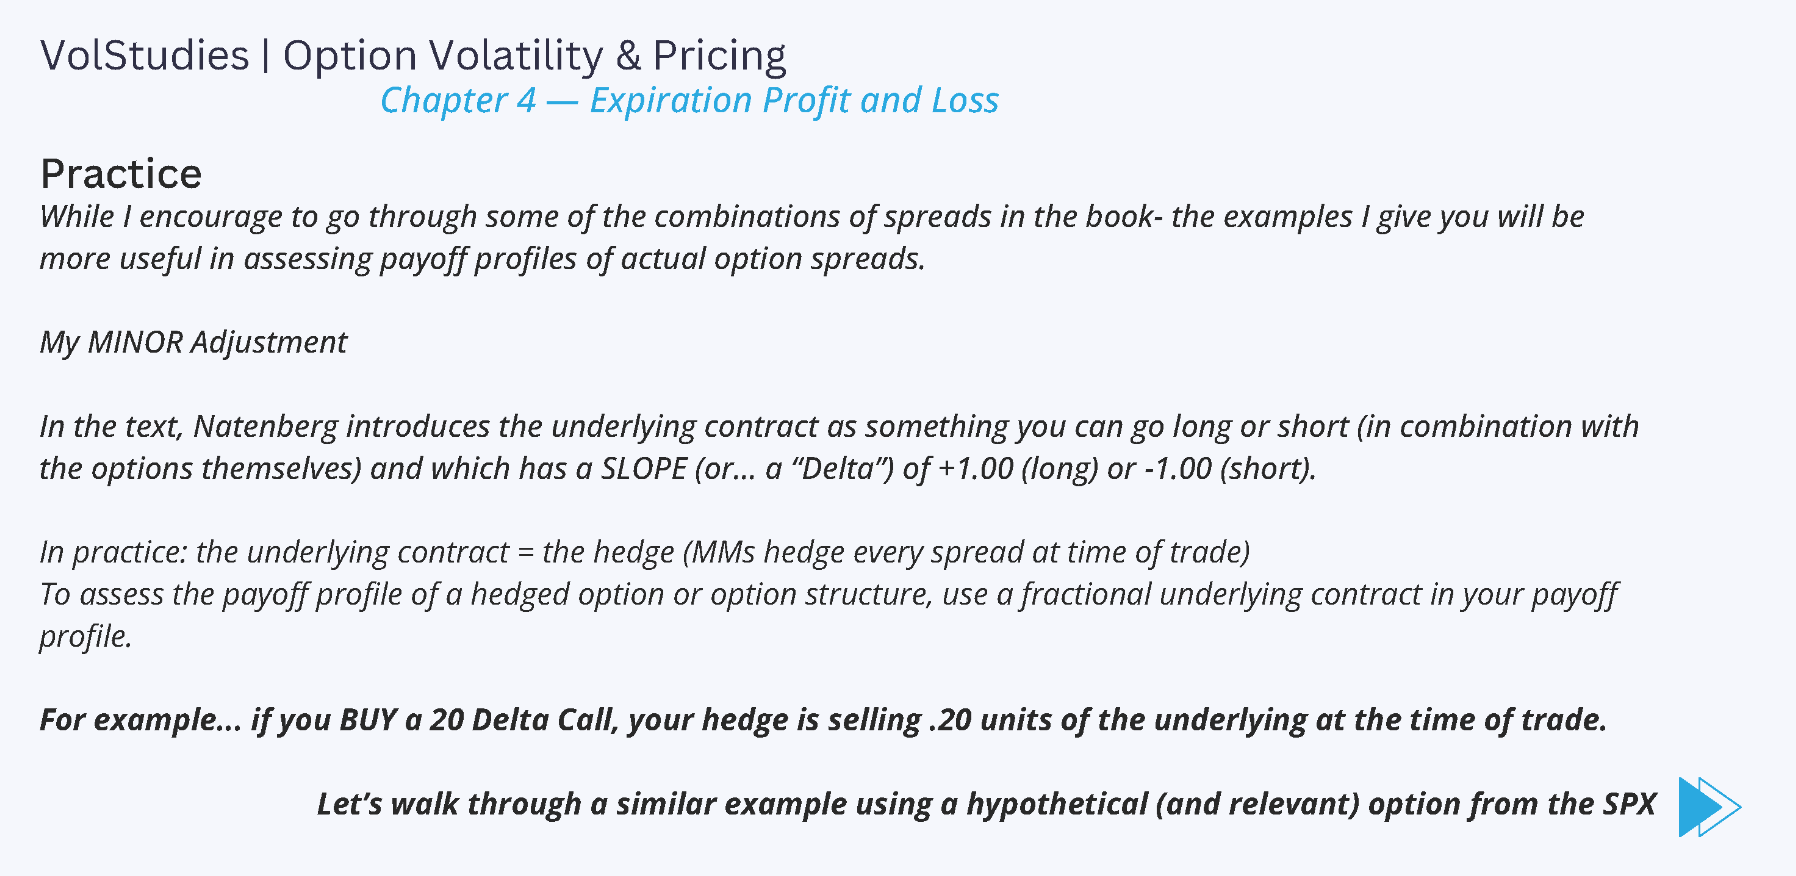 VolStudies | Option Volatility & Pricing
Chapter 4 — Expiration Profit and Loss
Practice
While I encourage to go through some of the combinations of spreads in the book- the examples I give you will be
more useful in assessing payoff profiles of actual option spreads.
My MINOR Adjustment
In the text, Natenberg introduces the underlying contract as something you can go long or short (in combination with
the options themselves) and which has a SLOPE (or... a “Delta”) of +1.00 (long) or -1.00 (short).
In practice: the underlying contract = the hedge (MMs hedge every spread at time of trade)
To assess the payoff profile of a hedged option or option structure, use a fractional underlying contract in your payoff
profile.
For example... if you BUY a 20 Delta Call, your hedge is selling .20 units of the underlying at the time of trade.
Let’s walk through a similar example using a hypothetical (and relevant) option from the SPX